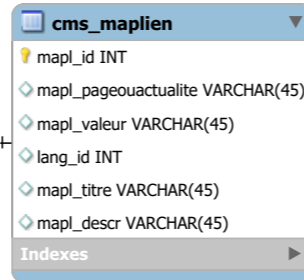 cms_maplien
mapl_id INT
mapl_pageouactualite VARCHAR(45)
mapl_valeur VARCHAR(45)
lang_id INT
mapl_titre VARCHAR(45)
mapl_descr VARCHAR(45)
Indexes